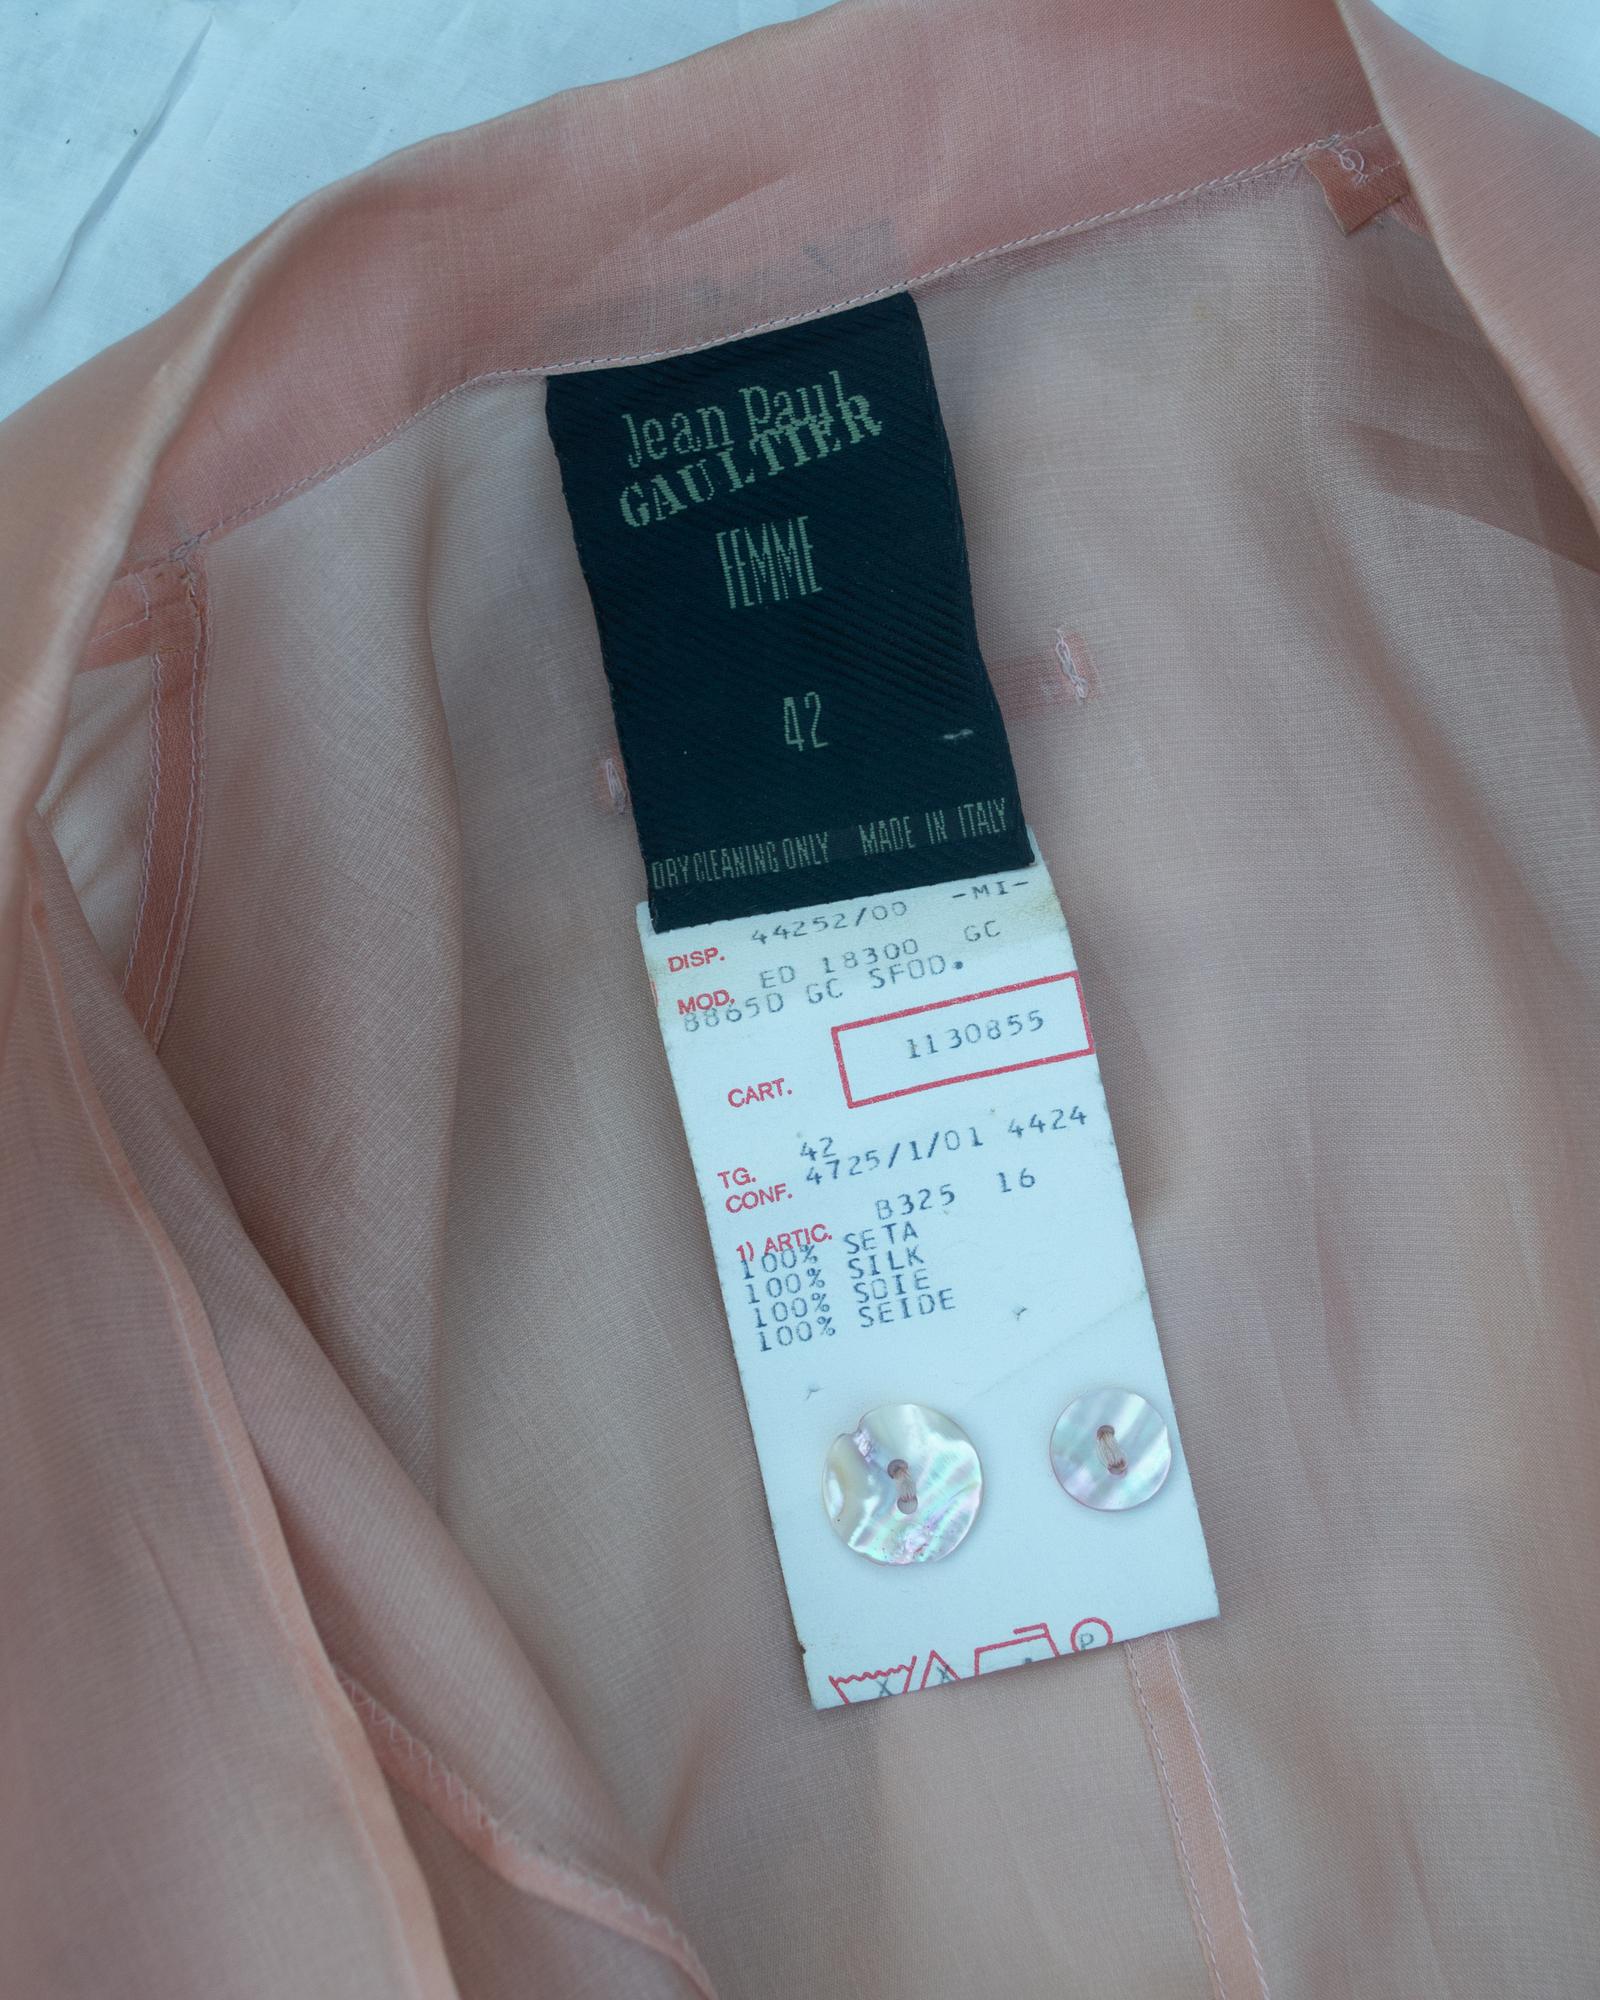 Jean Paul
GAULTIER
FEMME
42
DRY CLEANING ONLY MADE IN ITALY
DISP. 44252/00 -MI-
MOD. ED 18300 GC
8865D GC SFOD.
CART. 1130855
TG. 42
CONF. 4725/1/01 4424
1) ARTIC. B325 16
100% SETA
100% SILK
100% SOIE
100% SEIDE
X X P